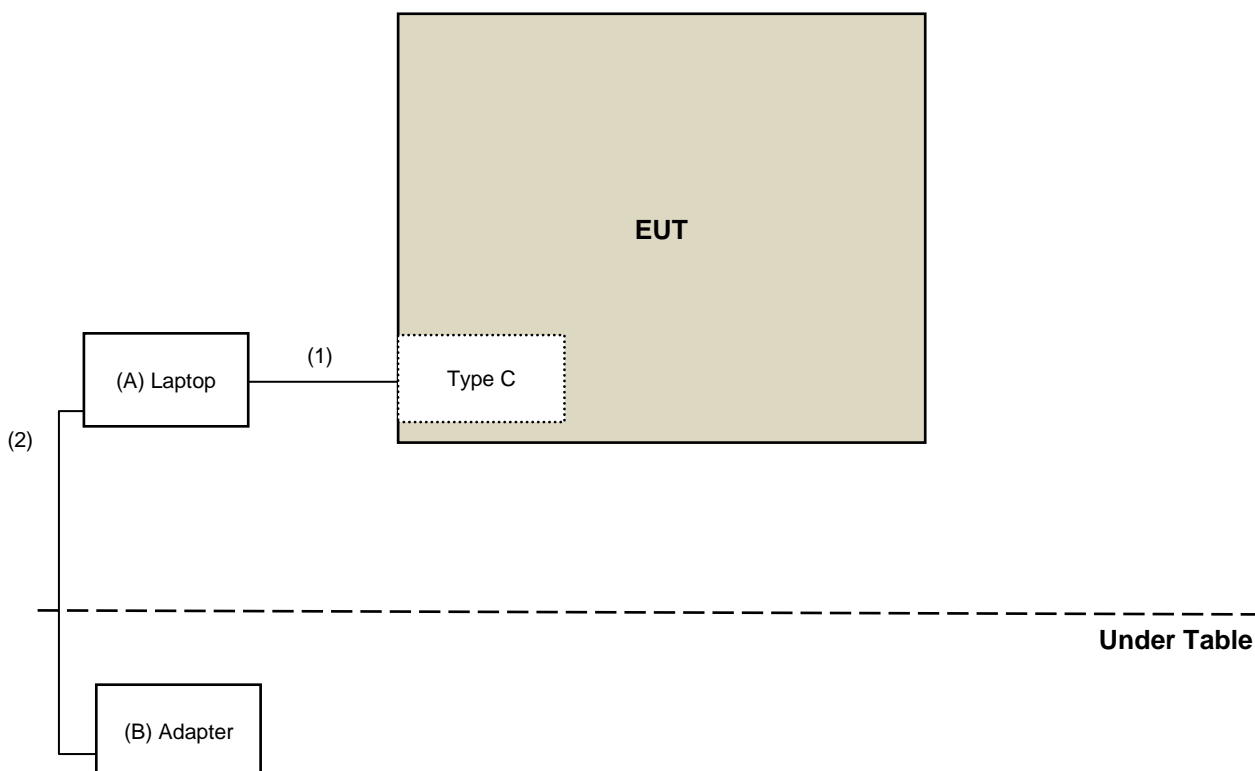 EUT
(1)
(A) Laptop
Type C
(2)
Under Table
(B) Adapter